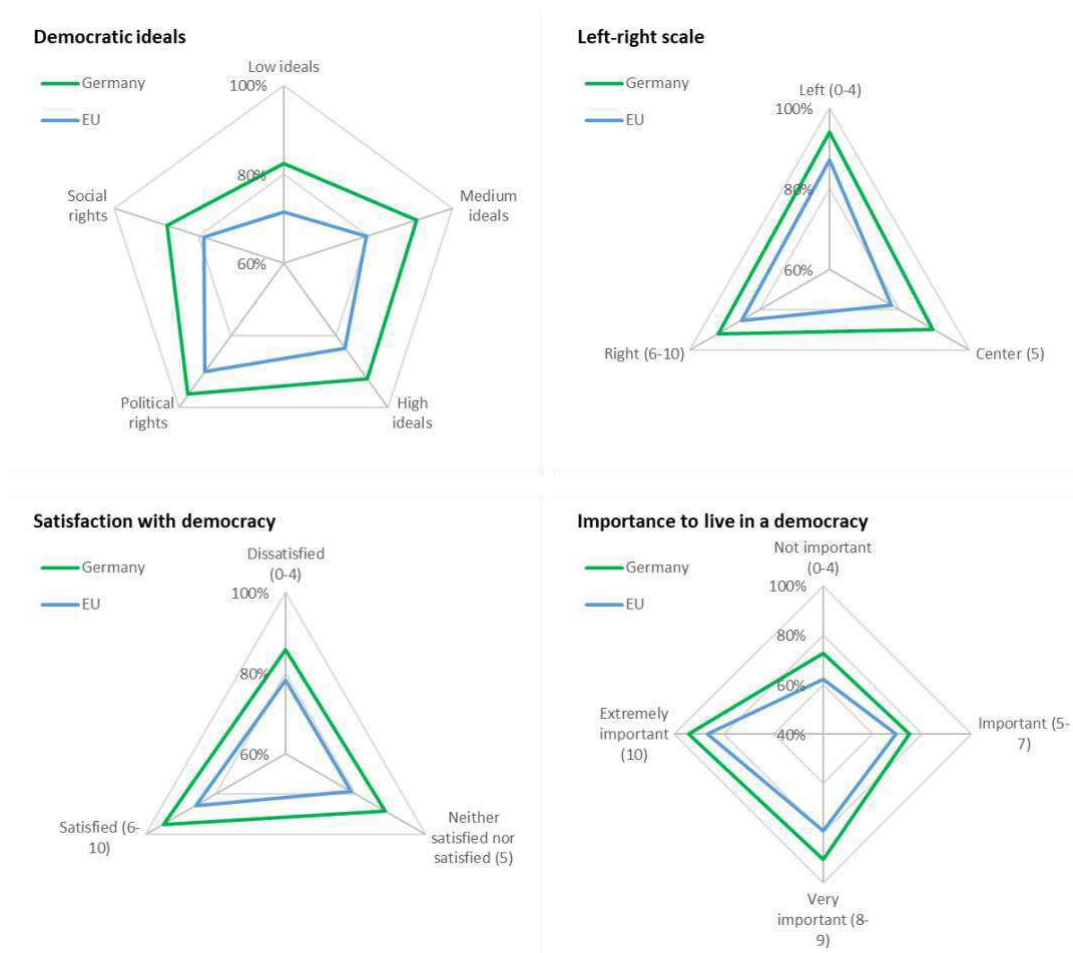 Democratic ideals
Germany
EU
Low ideals
100%
80%
60%
Social
rights
Medium
ideals
Political
rights
High
ideals
Left-right scale
Germany
EU
Left (0-4)
100%
80%
60%
Right (6-10)
Center (5)
Satisfaction with democracy
Germany
EU
Dissatisfied
(0-4)
100%
80%
60%
Satisfied (6-
10)
Neither
satisfied nor
satisfied (5)
Importance to live in a democracy
Germany
EU
Not important
(0-4)
100%
80%
60%
40%
Extremely
important
(10)
Important (5-
7)
Very
important (8-
9)